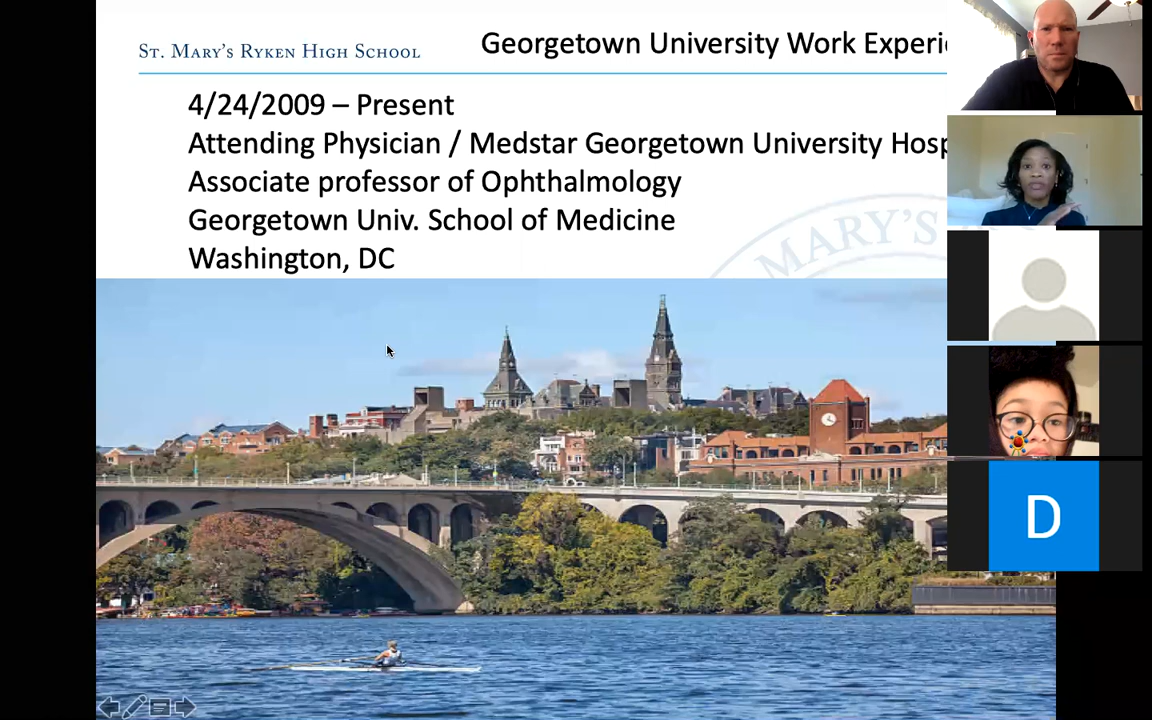 ST. MARY'S RYKEN HIGH SCHOOL
Georgetown University Work Experi
4/24/2009 – Present
Attending Physician / Medstar Georgetown University Hosp
Associate professor of Ophthalmology
Georgetown Univ. School of Medicine
Washington, DC
MARY'S
D